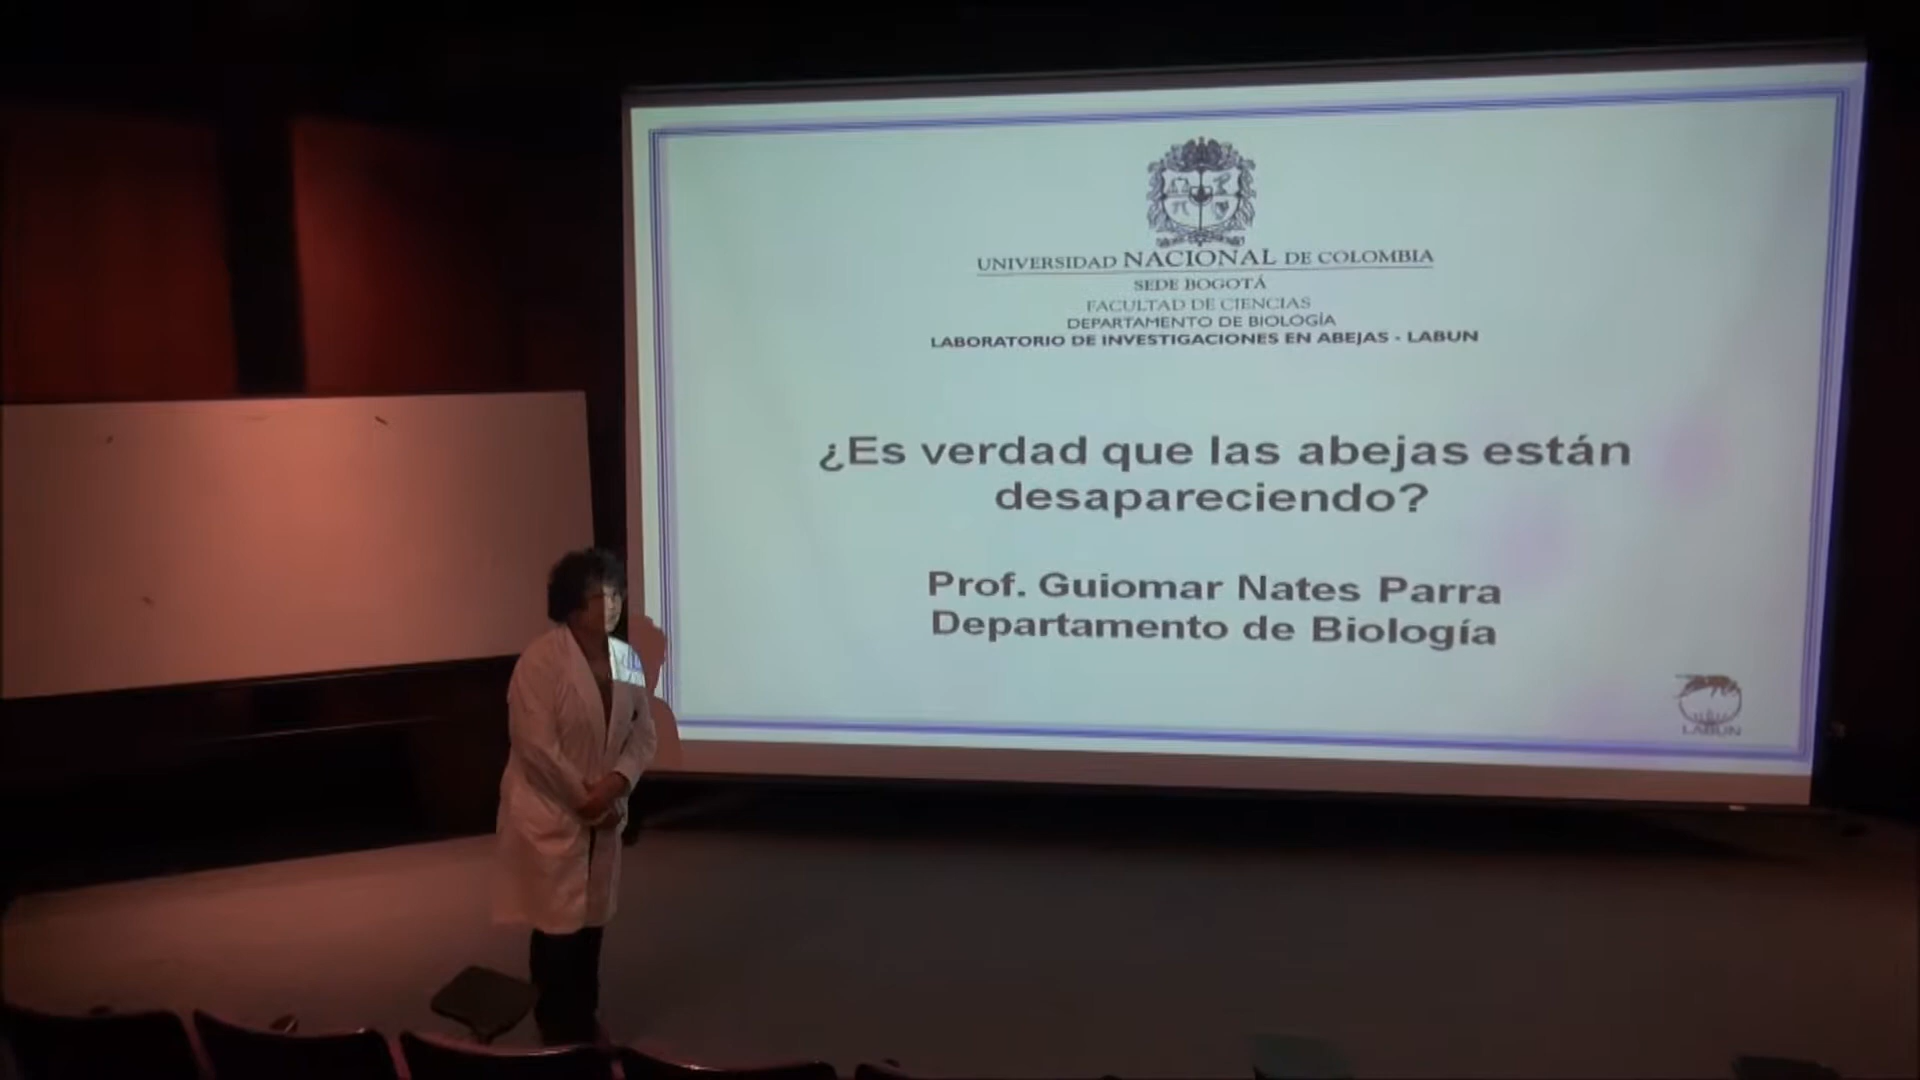 UNIVERSIDAD NACIONAL DE COLOMBIA
SEDE BOGOTÁ
FACULTAD DE CIENCIAS
DEPARTAMENTO DE BIOLOGÍA
LABORATORIO DE INVESTIGACIONES EN ABEJAS - LABUN
¿Es verdad que las abejas están
desapareciendo?
Prof. Guiomar Nates Parra
Departamento de Biología
LABUN